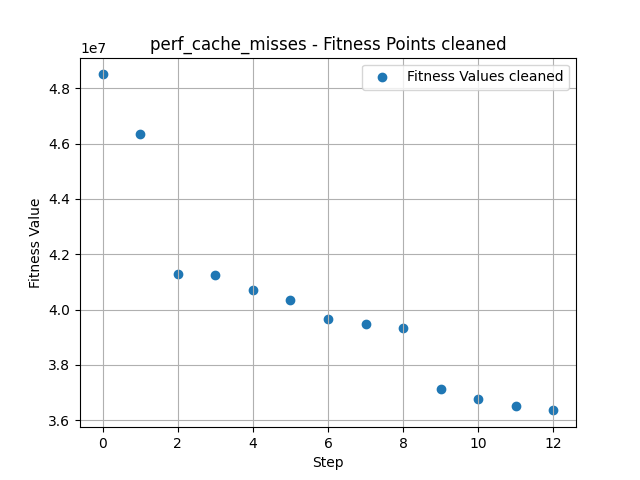 perf_cache_misses - Fitness Points cleaned
1e7
Fitness Values cleaned
4.8
4.6
4.4
4.2
4.0
3.8
3.6
Fitness Value
0 2 4 6 8 10 12
Step